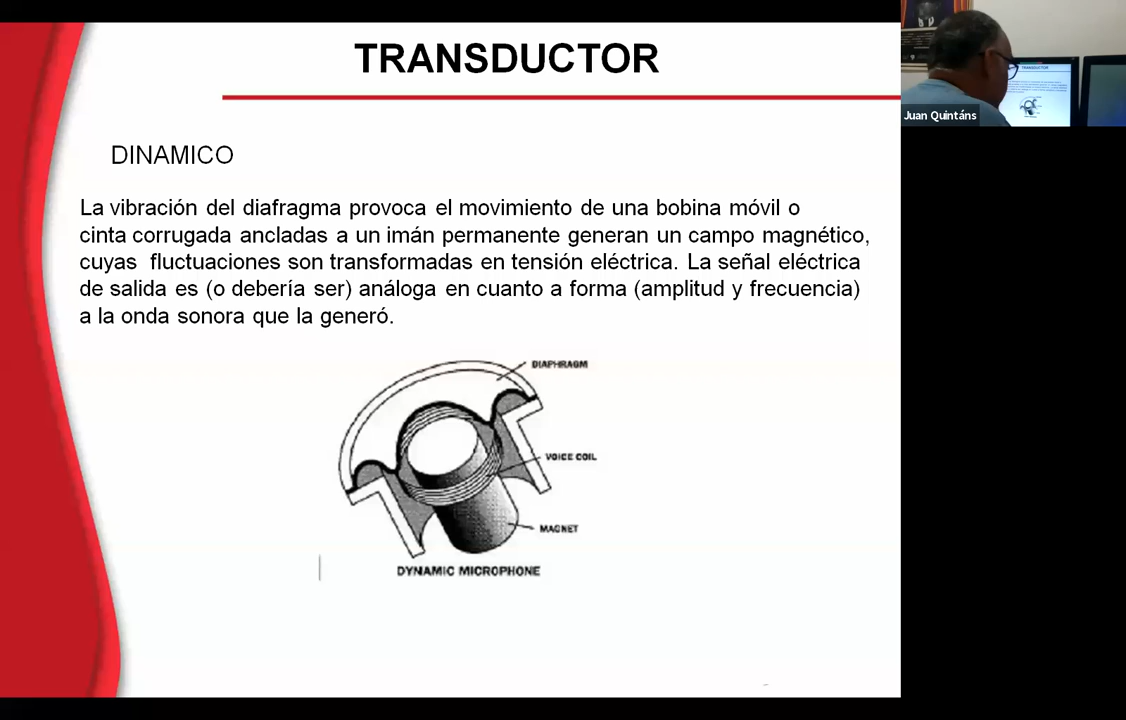 TRANSDUCTOR
DINAMICO
La vibración del diafragma provoca el movimiento de una bobina móvil o
cinta corrugada ancladas a un imán permanente generan un campo magnético,
cuyas fluctuaciones son transformadas en tensión eléctrica. La señal eléctrica
de salida es (o debería ser) análoga en cuanto a forma (amplitud y frecuencia)
a la onda sonora que la generó.
DIAPHRAGM
VOICE COIL
MAGNET
DYNAMIC MICROPHONE
TRANSDUCTOR
Juan Quintáns